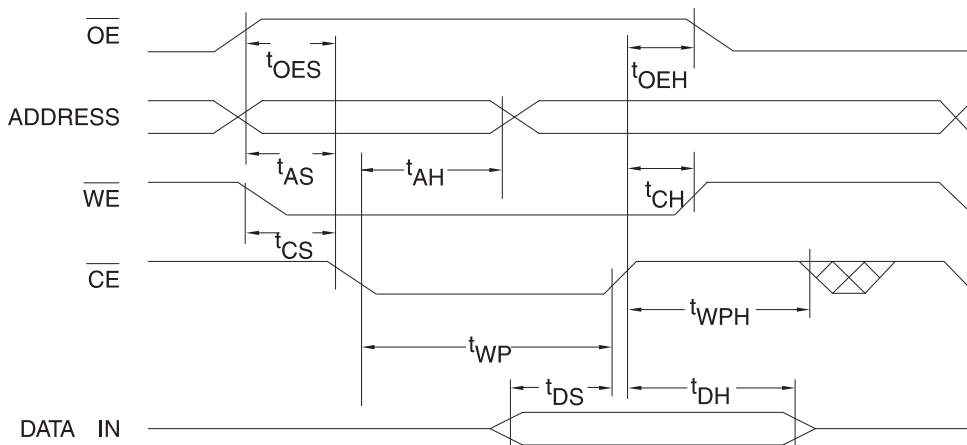 OE
tOES
tOEH
ADDRESS
tAS
tAH
WE
tCH
tCS
CE
tWPH
tWP
tDS
tDH
DATA IN